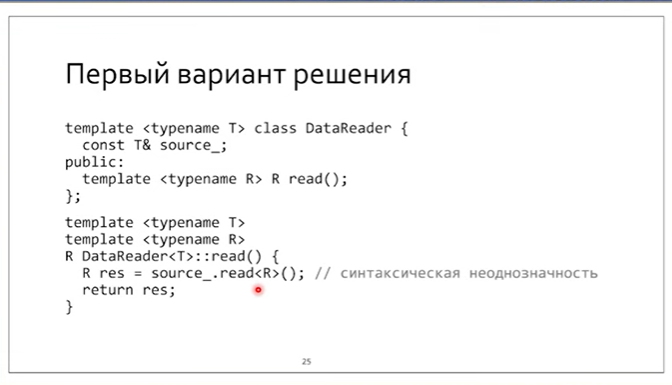 Первый вариант решения
template <typename T> class DataReader {
  const T& source_;
public:
  template <typename R> R read();
};
template <typename T>
template <typename R>
R DataReader<T>::read() {
  R res = source_.read<R>(); // синтаксическая неоднозначность
  return res;
}
25